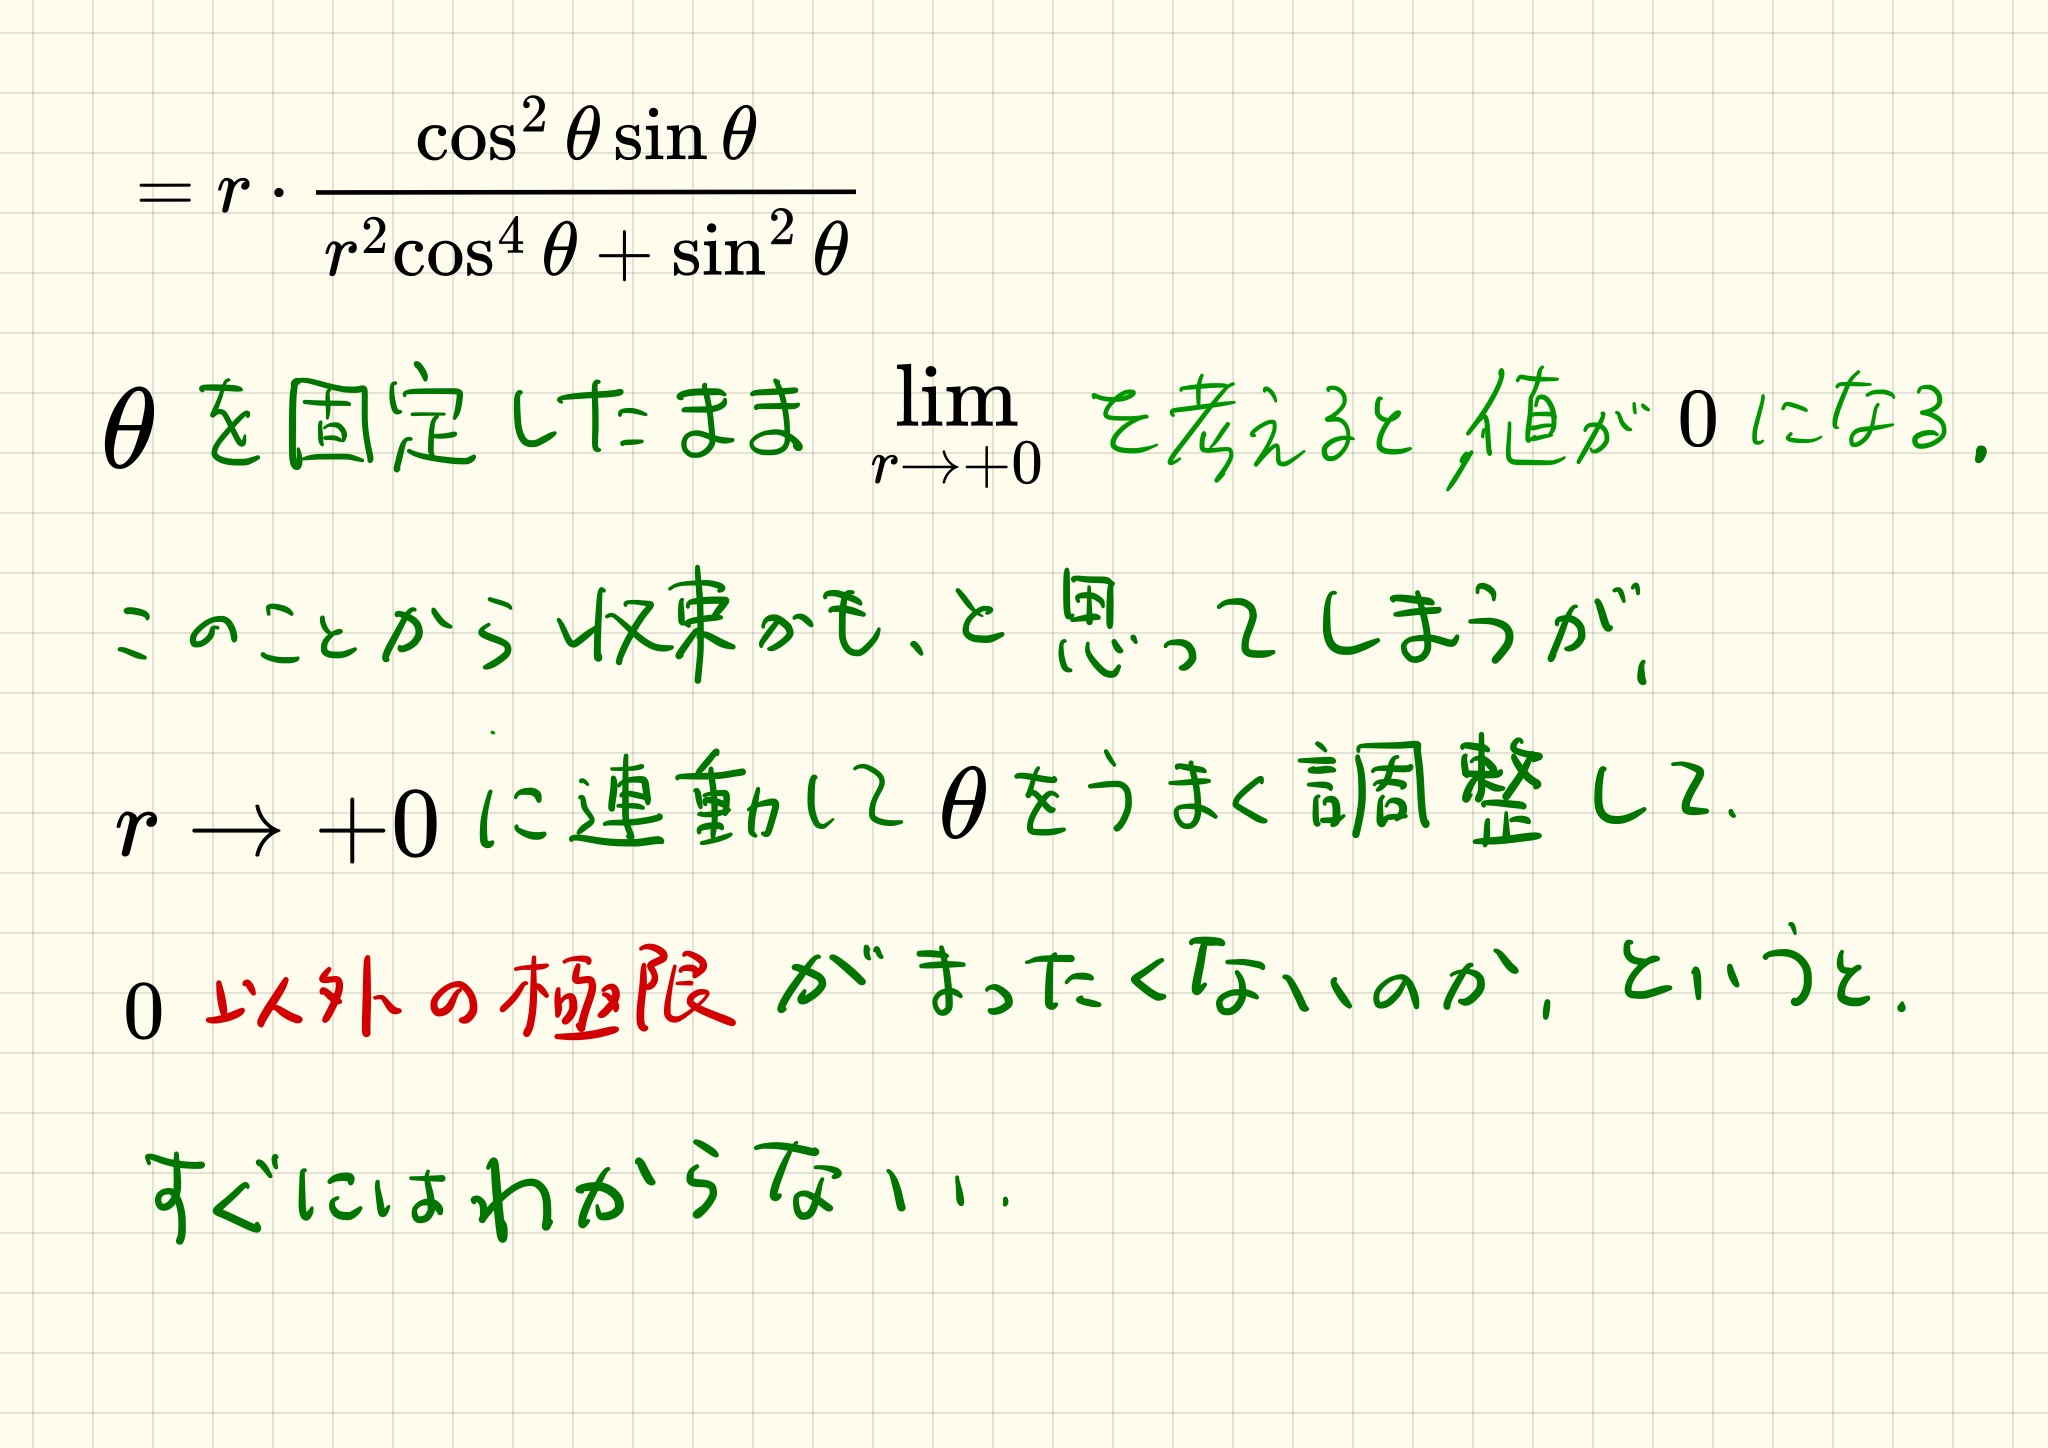 = r · cos² θ sin θ / (r² cos⁴ θ + sin² θ)
θ を固定したまま lim r→+0 を考えると,値が 0 になる.
このことから収束かも、と思ってしまうが,
r → +0 に連動して θ をうまく調整して.
0 以外の極限がまったくないのか, というと.
すぐにはわからない.